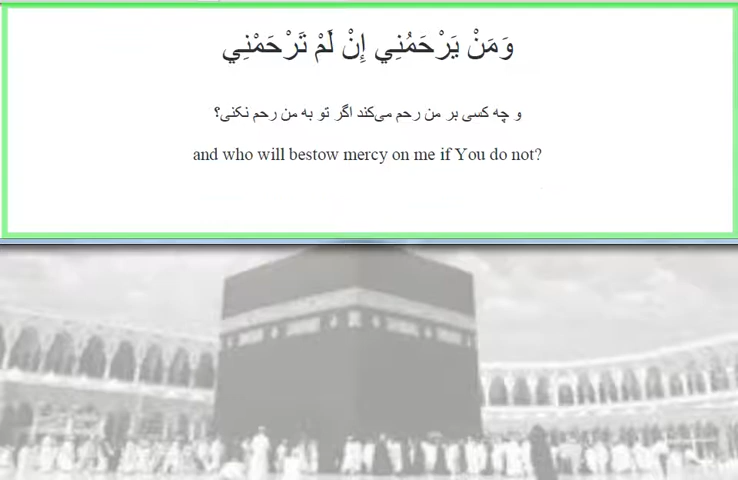 وَمَنْ يَرْحَمُنِي إِنْ لَمْ تَرْحَمْنِي
و چه کسی بر من رحم می‌کند اگر تو به من رحم نکنی؟
and who will bestow mercy on me if You do not?